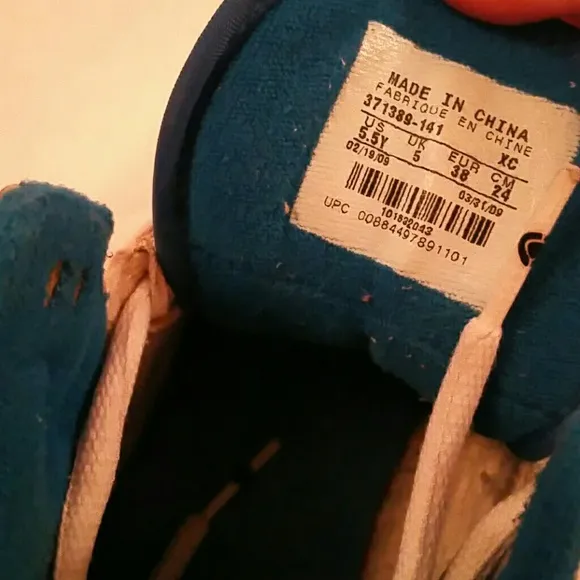 MADE IN CHINA
FABRIQUE EN CHINE
371389-141 XC
US UK EUR CM
5.5Y 5 38 24
02/19/09 03/31/09
101832043
UPC 00884497891101